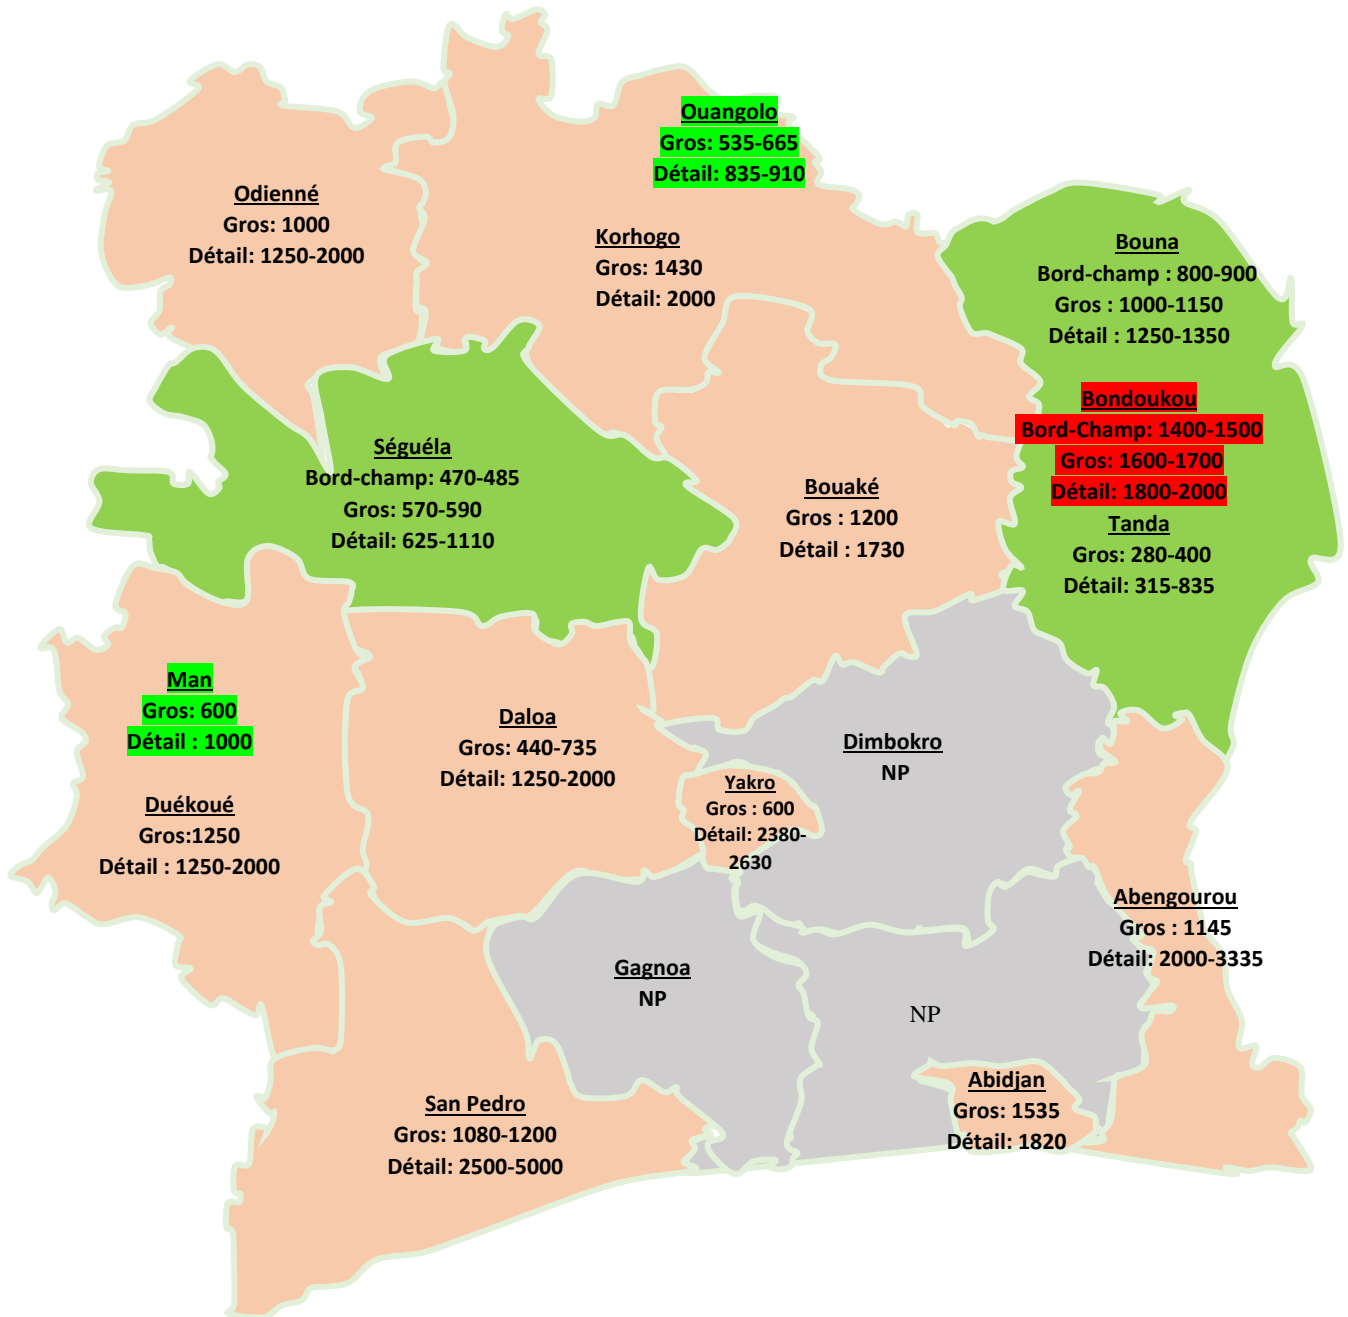 Ouangolo
Gros: 535-665
Détail: 835-910
Odienné
Gros: 1000
Détail: 1250-2000
Korhogo
Gros: 1430
Détail: 2000
Bouna
Bord-champ : 800-900
Gros : 1000-1150
Détail : 1250-1350
Bondoukou
Bord-Champ: 1400-1500
Gros: 1600-1700
Détail: 1800-2000
Tanda
Gros: 280-400
Détail: 315-835
Séguéla
Bord-champ: 470-485
Gros: 570-590
Détail: 625-1110
Bouaké
Gros : 1200
Détail : 1730
Man
Gros: 600
Détail : 1000
Duékoué
Gros:1250
Détail : 1250-2000
Daloa
Gros: 440-735
Détail: 1250-2000
Dimbokro
NP
Yakro
Gros : 600
Détail: 2380-
2630
Abengourou
Gros : 1145
Détail: 2000-3335
Gagnoa
NP
NP
Abidjan
Gros: 1535
Détail: 1820
San Pedro
Gros: 1080-1200
Détail: 2500-5000